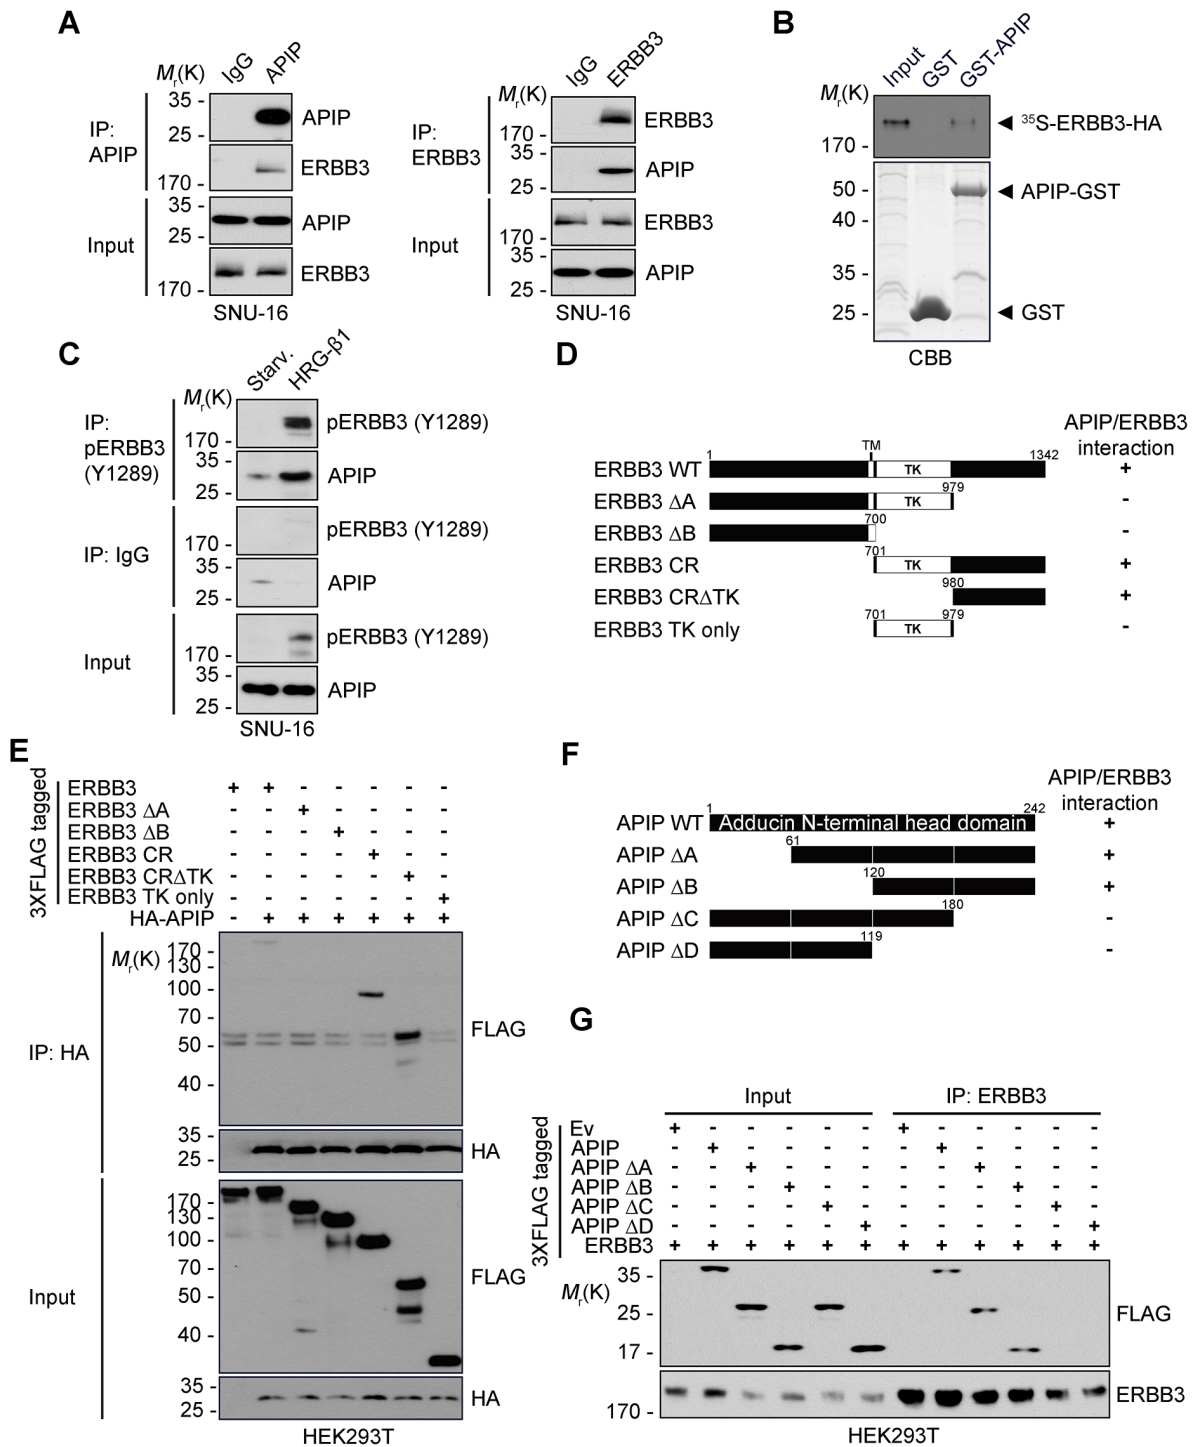 A
Mr(K)
IgG
APIP
IP:
APIP
35 -
25 -
APIP
170 -
ERBB3
Input
35 -
25 -
APIP
170 -
ERBB3
SNU-16
Mr(K)
IgG
ERBB3
IP:
ERBB3
170 -
ERBB3
35 -
25 -
APIP
Input
170 -
ERBB3
35 -
25 -
APIP
SNU-16
B
Mr(K)
Input
GST
GST-APIP
170 -
35S-ERBB3-HA
50 -
APIP-GST
40 -
35 -
25 -
GST
CBB
C
Mr(K)
Starv.
HRG-β1
IP:
pERBB3
(Y1289)
170 -
pERBB3 (Y1289)
35 -
25 -
APIP
IP: IgG
170 -
pERBB3 (Y1289)
35 -
25 -
APIP
Input
170 -
pERBB3 (Y1289)
35 -
25 -
APIP
SNU-16
D
APIP/ERBB3
interaction
1 TM 1342
ERBB3 WT TK +
979
ERBB3 ΔA TK -
700
ERBB3 ΔB -
701
ERBB3 CR TK +
980
ERBB3 CRΔTK +
701 979
ERBB3 TK only TK -
E
3XFLAG tagged
ERBB3 + + - - - - -
ERBB3 ΔA - - + - - - -
ERBB3 ΔB - - - + - - -
ERBB3 CR - - - - + - -
ERBB3 CRΔTK - - - - - + -
ERBB3 TK only - - - - - - +
HA-APIP - + + + + + +
Mr(K)
IP: HA
170 -
130 -
100 -
70 -
50 -
40 -
FLAG
35 -
25 -
HA
Input
170 -
130 -
100 -
70 -
50 -
40 -
FLAG
35 -
25 -
HA
HEK293T
F
APIP/ERBB3
interaction
1 242
APIP WT Adducin N-terminal head domain +
61
APIP ΔA +
120
APIP ΔB +
180
APIP ΔC -
119
APIP ΔD -
G
Input IP: ERBB3
3XFLAG tagged
Ev + - - - - - + - - - - -
APIP - + - - - - - + - - - -
APIP ΔA - - + - - - - - + - - -
APIP ΔB - - - + - - - - - + - -
APIP ΔC - - - - + - - - - - + -
APIP ΔD - - - - - + - - - - - +
ERBB3 + + + + + + + + + + + +
Mr(K)
35 -
25 -
17 -
FLAG
170 -
ERBB3
HEK293T